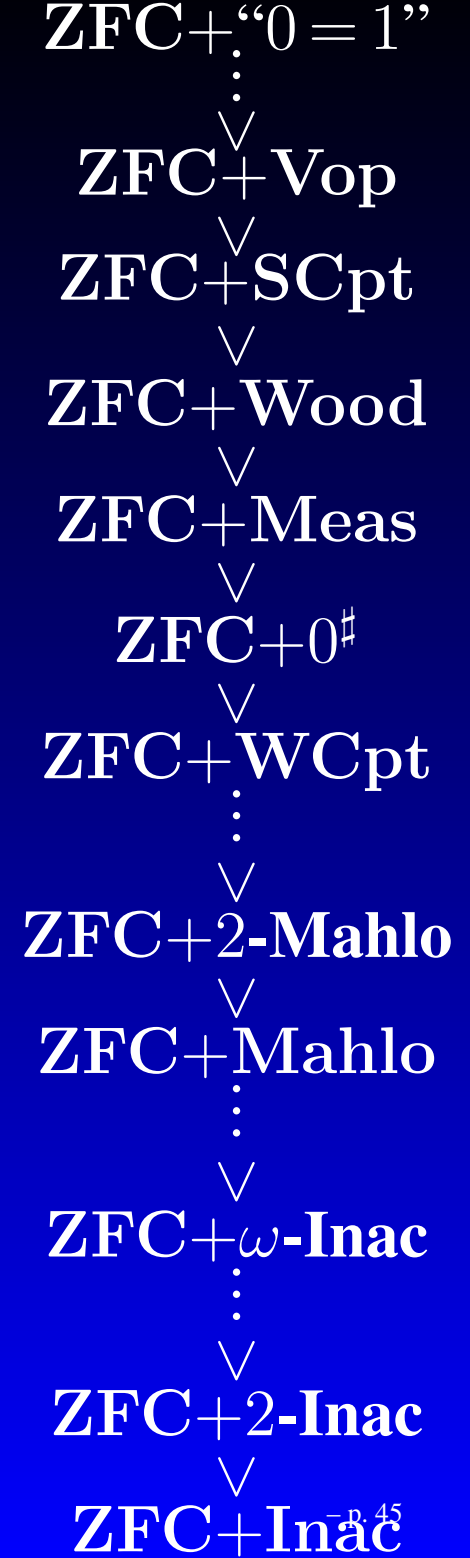 ZFC+“0 = 1”
⋮
∨
ZFC+Vop
∨
ZFC+SCpt
∨
ZFC+Wood
∨
ZFC+Meas
∨
ZFC+0♯
∨
ZFC+WCpt
⋮
∨
ZFC+2-Mahlo
∨
ZFC+Mahlo
⋮
∨
ZFC+ω-Inac
⋮
∨
ZFC+2-Inac
∨
ZFC+Inac
– p. 45